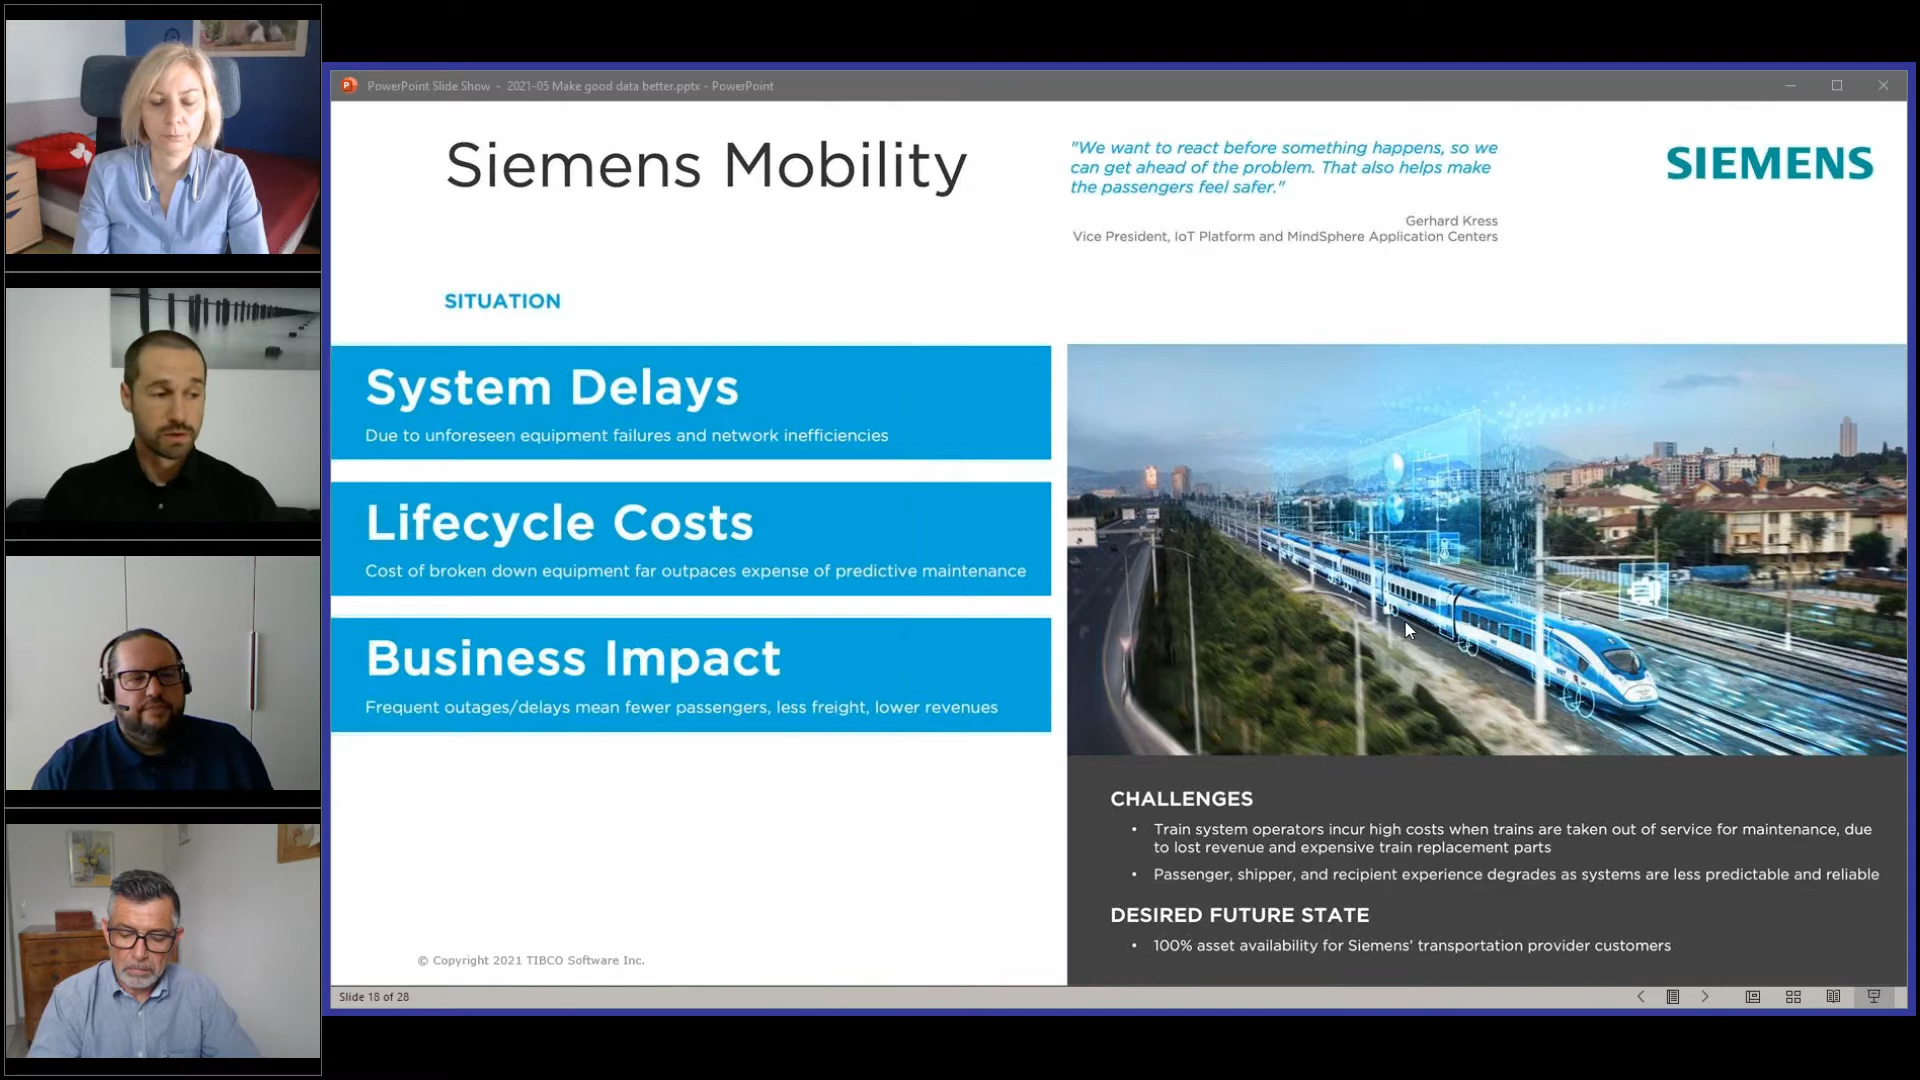 PowerPoint Slide Show - 2021-05 Make good data better.pptx - PowerPoint
Siemens Mobility
"We want to react before something happens, so we
can get ahead of the problem. That also helps make
the passengers feel safer."
Gerhard Kress
Vice President, IoT Platform and MindSphere Application Centers
SIEMENS
SITUATION
System Delays
Due to unforeseen equipment failures and network inefficiencies
Lifecycle Costs
Cost of broken down equipment far outpaces expense of predictive maintenance
Business Impact
Frequent outages/delays mean fewer passengers, less freight, lower revenues
CHALLENGES
• Train system operators incur high costs when trains are taken out of service for maintenance, due
to lost revenue and expensive train replacement parts
• Passenger, shipper, and recipient experience degrades as systems are less predictable and reliable
DESIRED FUTURE STATE
• 100% asset availability for Siemens' transportation provider customers
© Copyright 2021 TIBCO Software Inc.
Slide 18 of 28